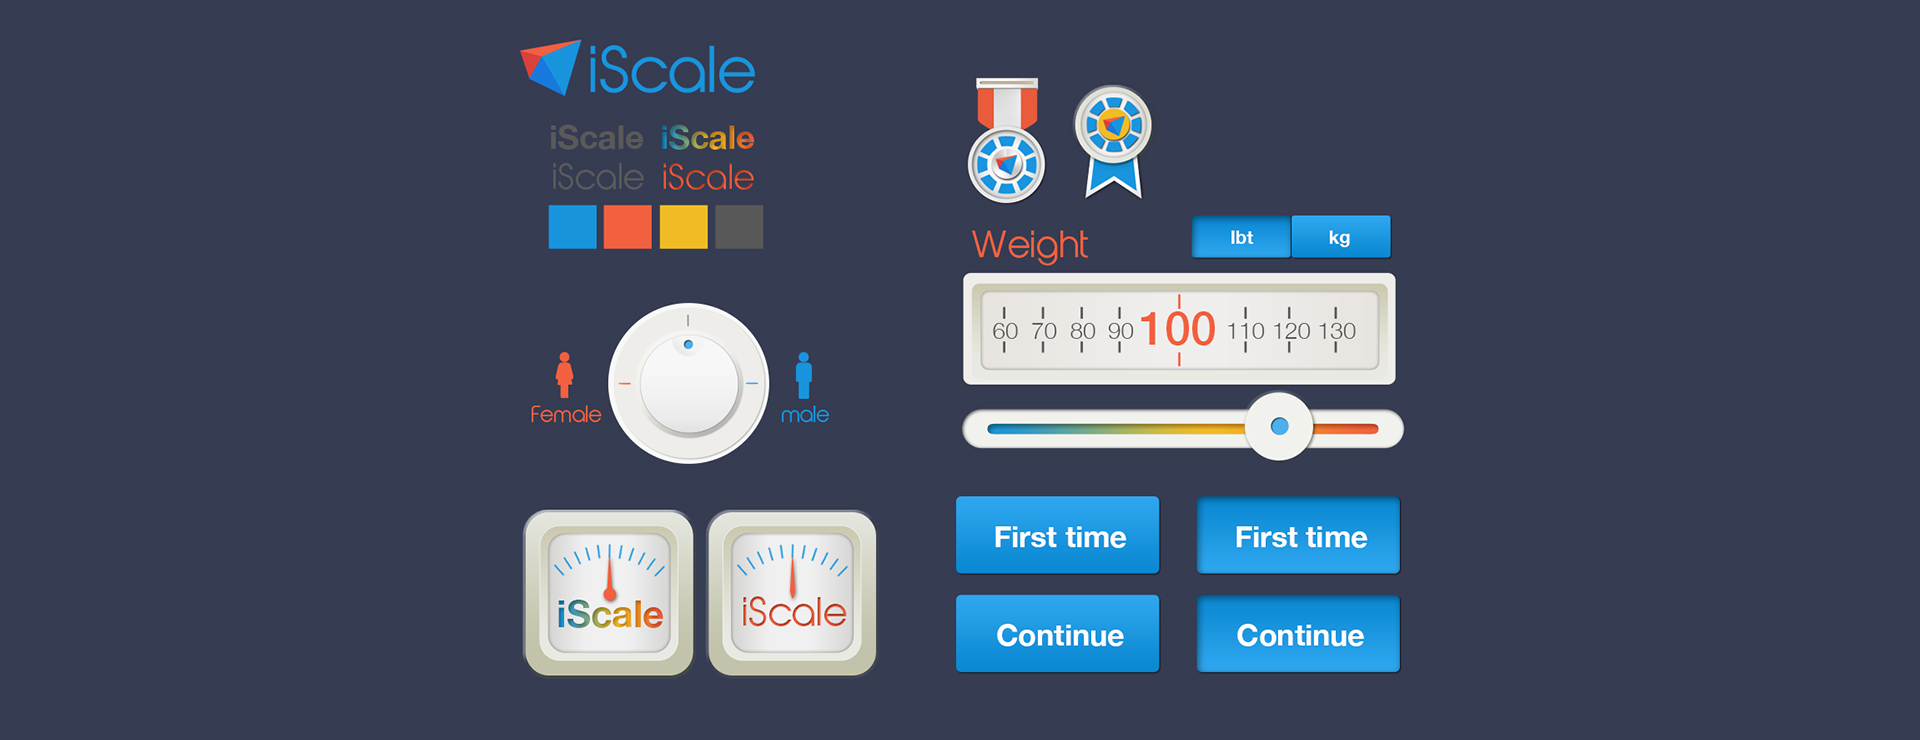 iScale
iScale iScale
iScale iScale
Female
male
iScale
iScale
Weight
lbt kg
60 70 80 90 100 110 120 130
First time First time
Continue Continue